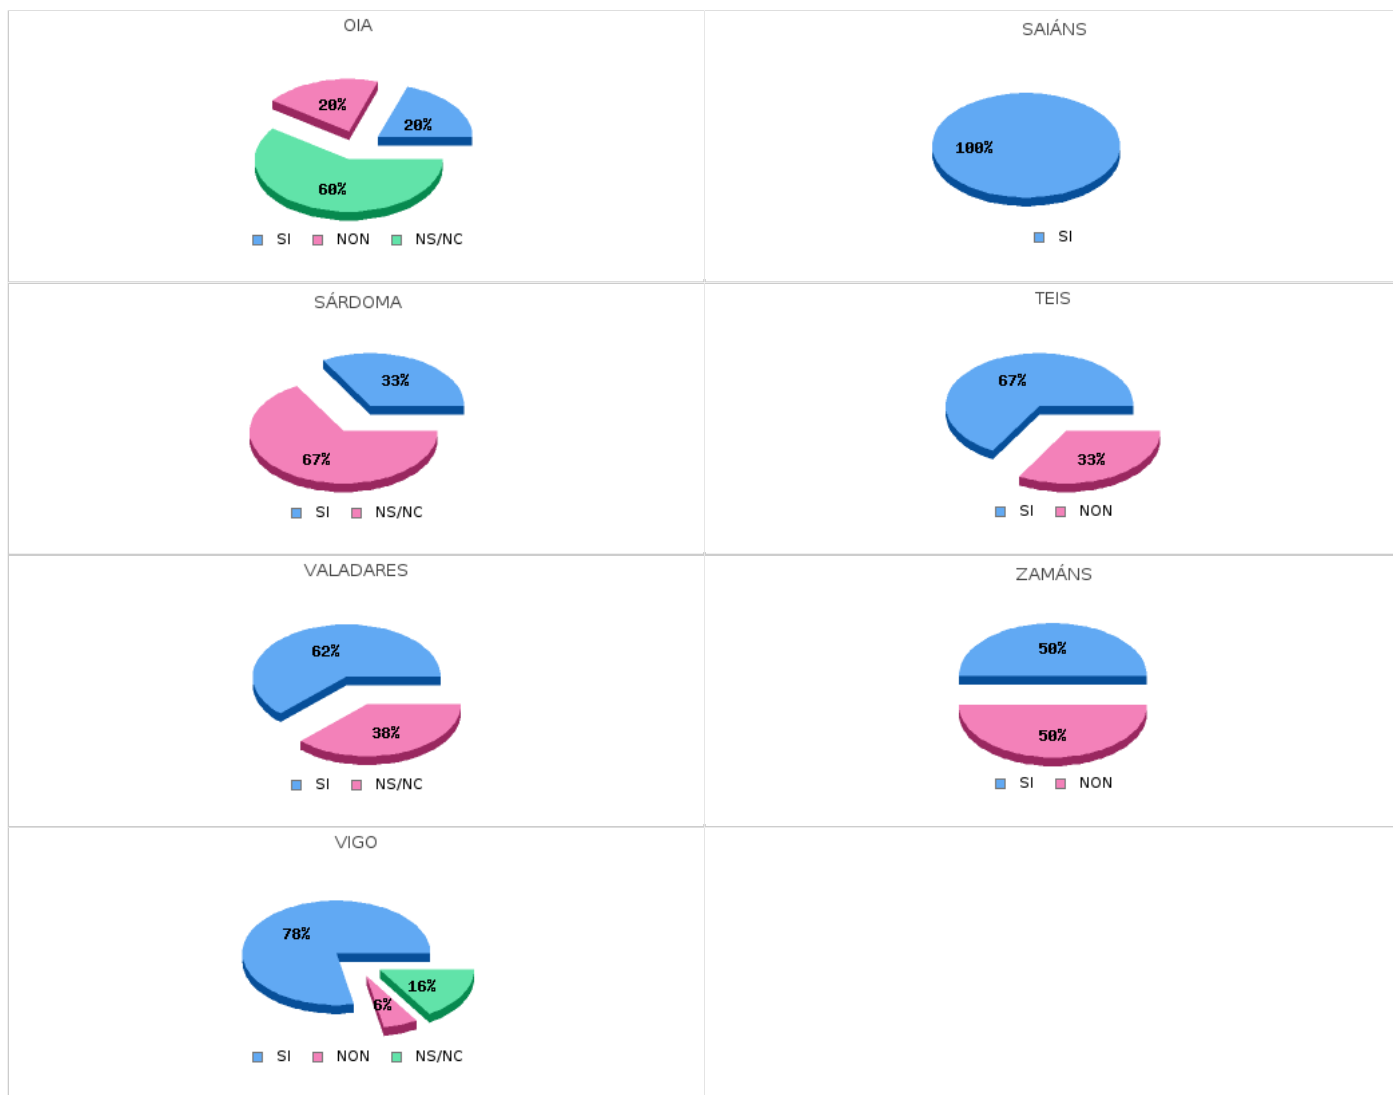 OIA
20%
20%
60%
SI NON NS/NC
SAIÁNS
100%
SI
SÁRDOMA
33%
67%
SI NS/NC
TEIS
67%
33%
SI NON
VALADARES
62%
38%
SI NS/NC
ZAMÁNS
50%
50%
SI NON
VIGO
78%
16%
6%
SI NON NS/NC